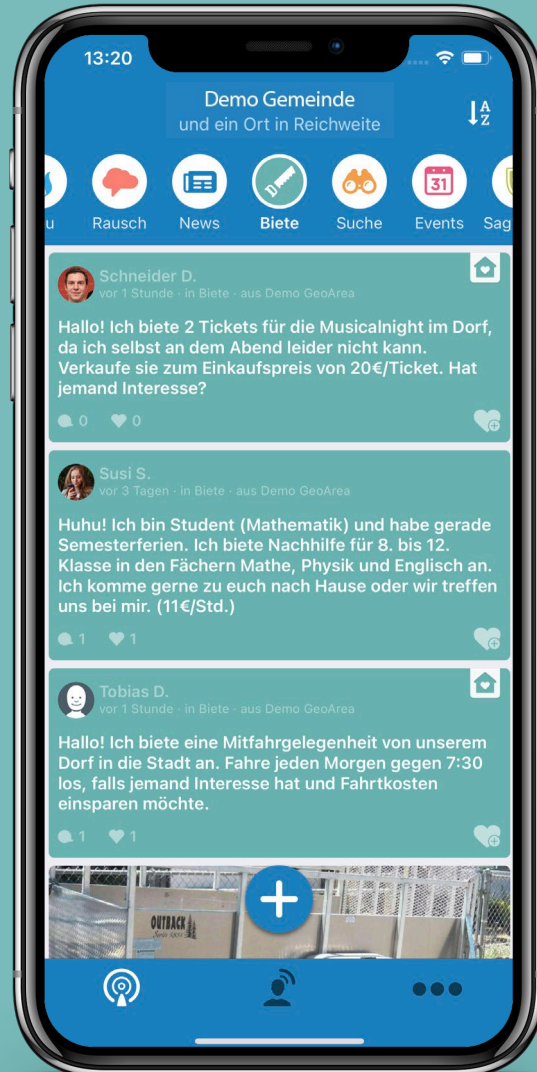 13:20
Demo Gemeinde
und ein Ort in Reichweite
A
Z
31
u
Rausch
News
Biete
Suche
Events
Sag
Schneider D.
vor 1 Stunde · in Biete · aus Demo GeoArea
Hallo! Ich biete 2 Tickets für die Musicalnight im Dorf,
da ich selbst an dem Abend leider nicht kann.
Verkaufe sie zum Einkaufspreis von 20€/Ticket. Hat
jemand Interesse?
0 0
Susi S.
vor 3 Tagen · in Biete · aus Demo GeoArea
Huhu! Ich bin Student (Mathematik) und habe gerade
Semesterferien. Ich biete Nachhilfe für 8. bis 12.
Klasse in den Fächern Mathe, Physik und Englisch an.
Ich komme gerne zu euch nach Hause oder wir treffen
uns bei mir. (11€/Std.)
1 1
Tobias D.
vor 1 Stunde · in Biete · aus Demo GeoArea
Hallo! Ich biete eine Mitfahrgelegenheit von unserem
Dorf in die Stadt an. Fahre jeden Morgen gegen 7:30
los, falls jemand Interesse hat und Fahrtkosten
einsparen möchte.
1 1
OUTBACK